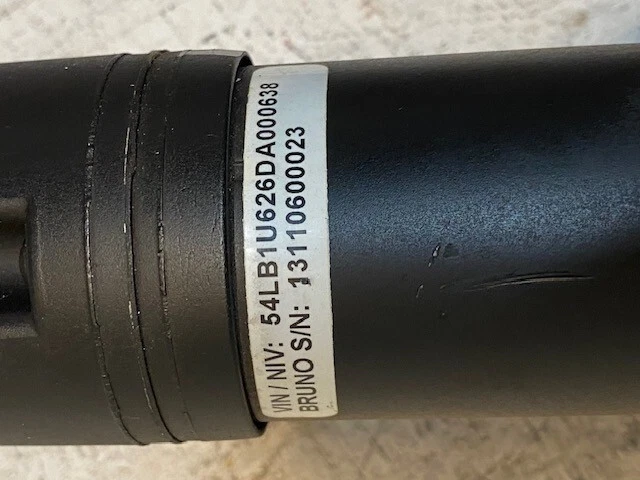 VIN / NIV: 54LB1U626DA000638
BRUNO S/N: 13110600023